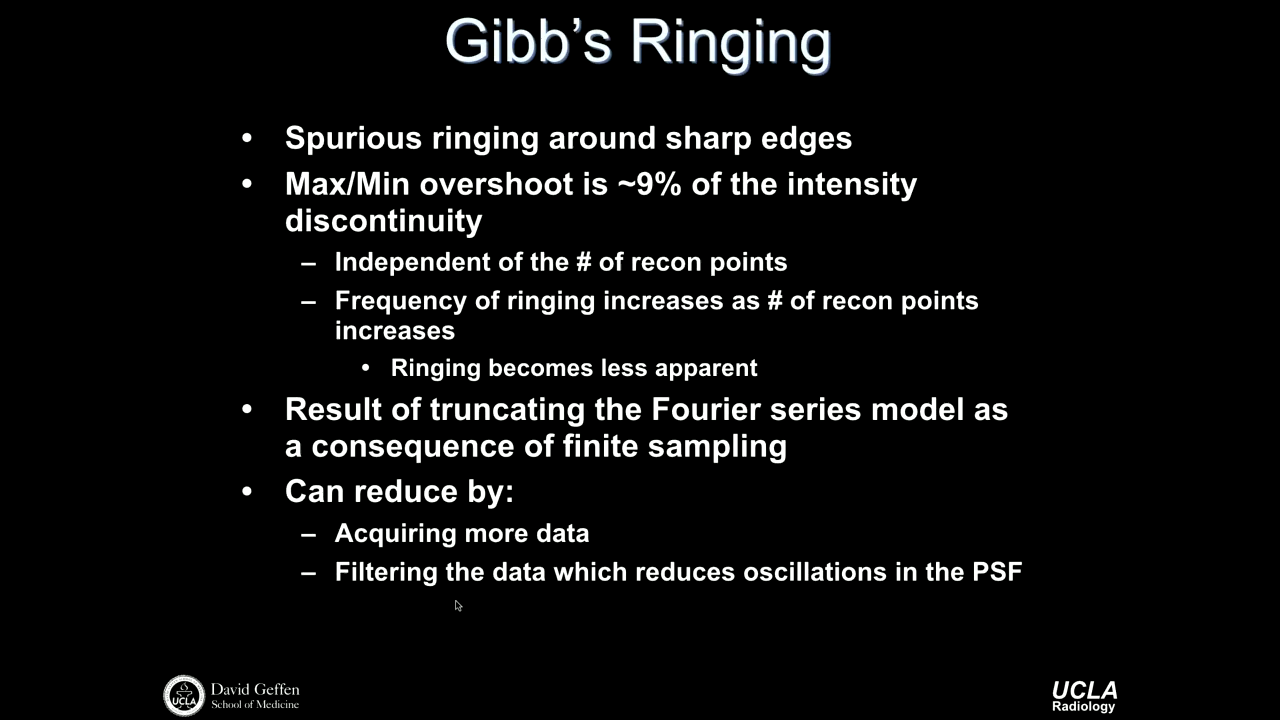 Gibb’s Ringing
• Spurious ringing around sharp edges
• Max/Min overshoot is ~9% of the intensity
discontinuity
– Independent of the # of recon points
– Frequency of ringing increases as # of recon points
increases
• Ringing becomes less apparent
• Result of truncating the Fourier series model as
a consequence of finite sampling
• Can reduce by:
– Acquiring more data
– Filtering the data which reduces oscillations in the PSF
UCLA
David Geffen
School of Medicine
UCLA
Radiology